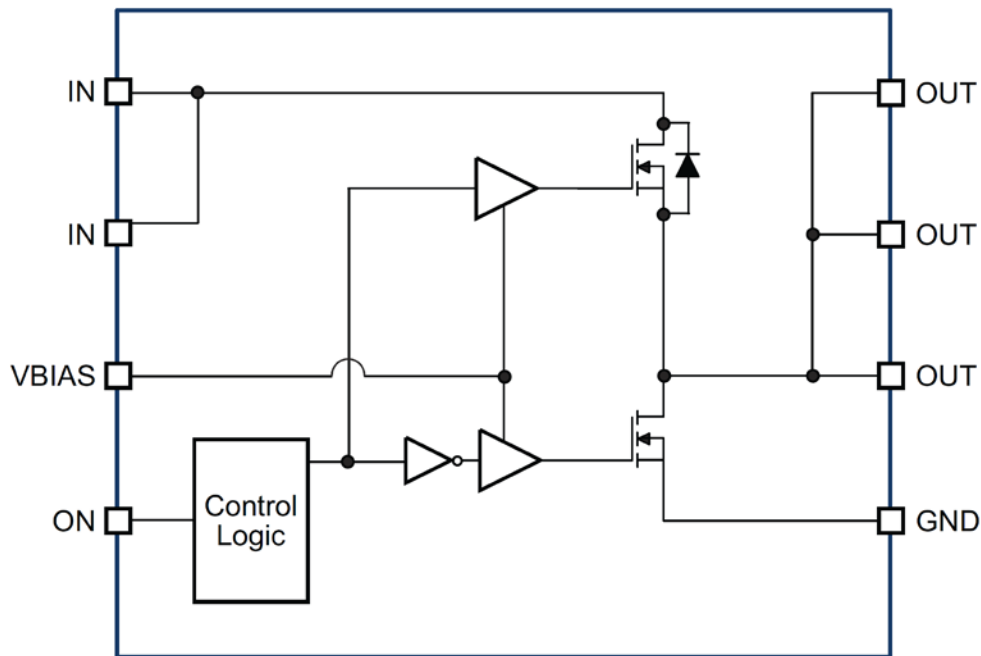 IN
OUT
IN
OUT
VBIAS
OUT
Control
Logic
ON
GND